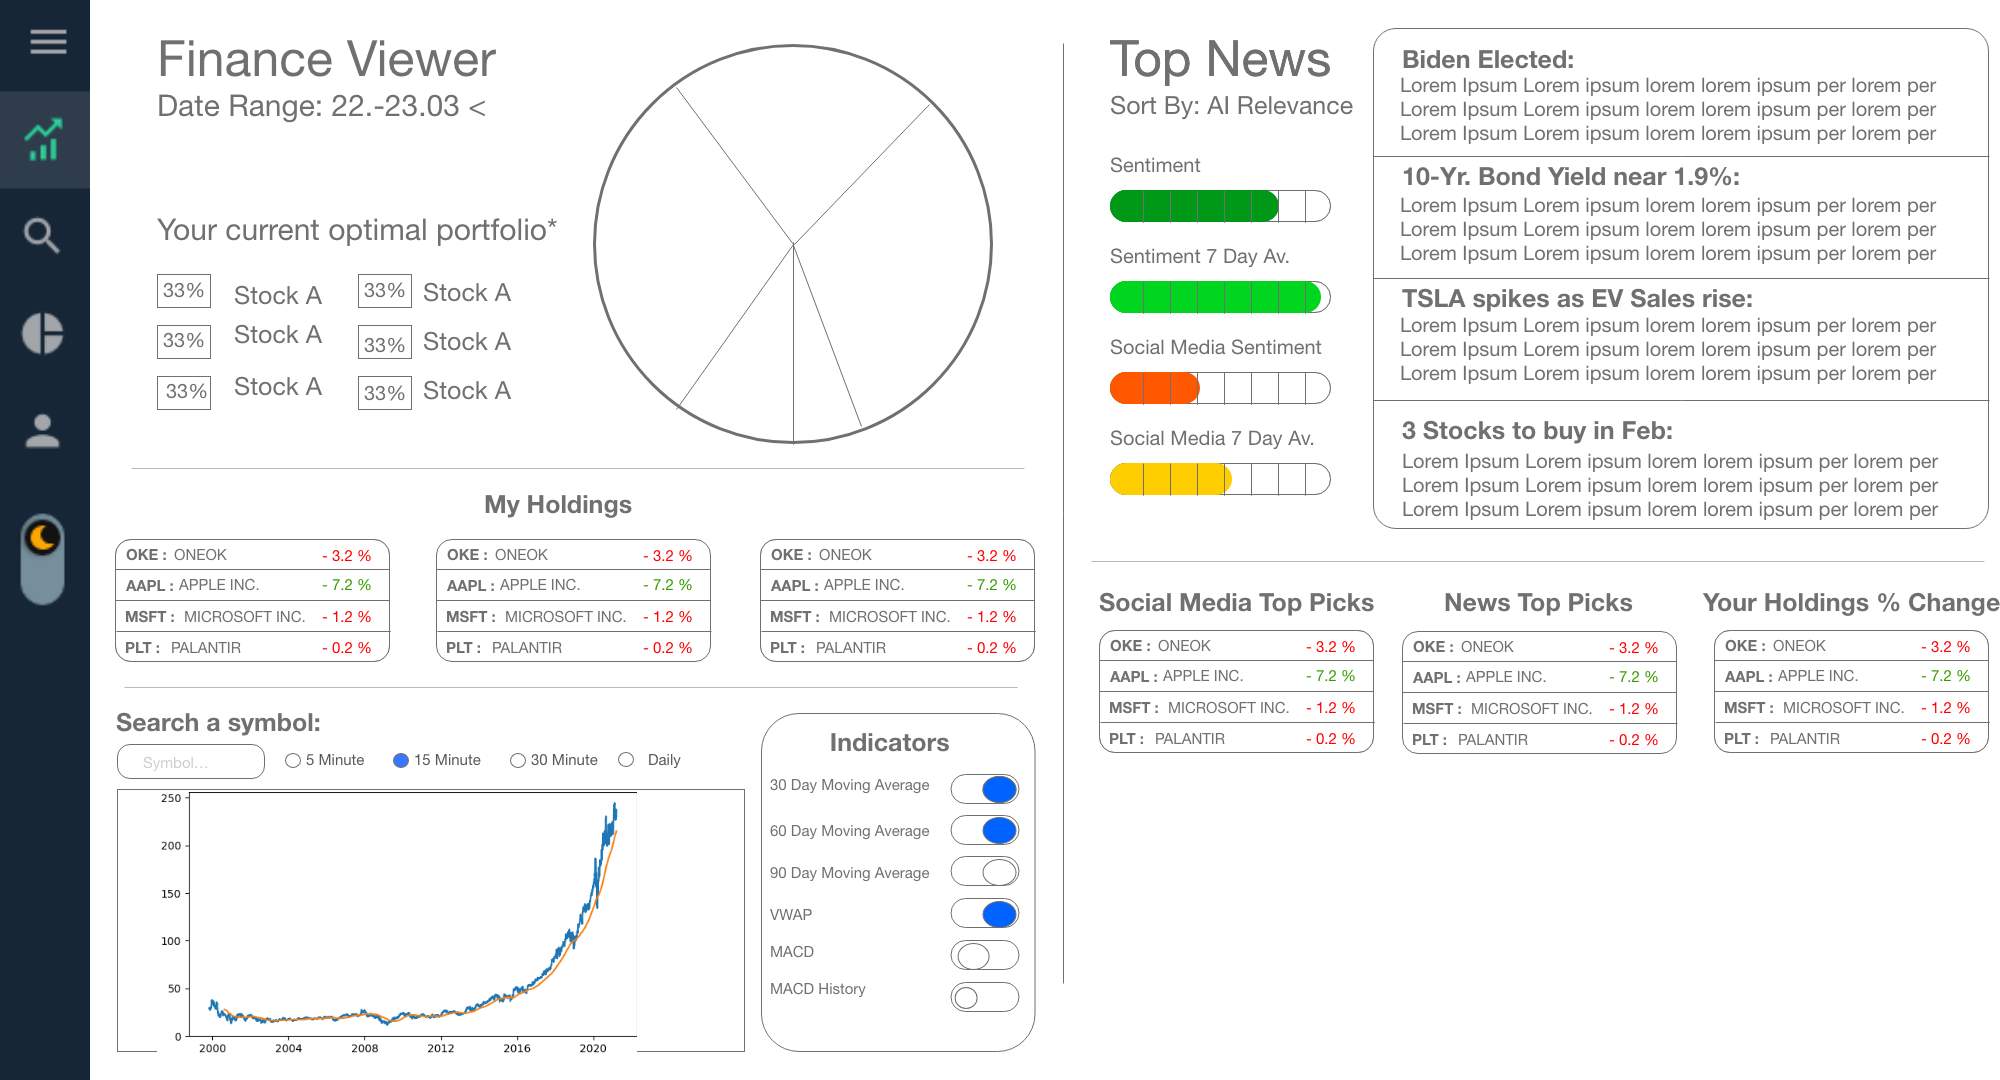 Finance Viewer
Date Range: 22.-23.03 <
Your current optimal portfolio*
33% Stock A 33% Stock A
33% Stock A 33% Stock A
33% Stock A 33% Stock A
My Holdings
OKE : ONEOK - 3.2 %
AAPL : APPLE INC. - 7.2 %
MSFT : MICROSOFT INC. - 1.2 %
PLT : PALANTIR - 0.2 %
OKE : ONEOK - 3.2 %
AAPL : APPLE INC. - 7.2 %
MSFT : MICROSOFT INC. - 1.2 %
PLT : PALANTIR - 0.2 %
OKE : ONEOK - 3.2 %
AAPL : APPLE INC. - 7.2 %
MSFT : MICROSOFT INC. - 1.2 %
PLT : PALANTIR - 0.2 %
Search a symbol:
Symbol...
5 Minute 15 Minute 30 Minute Daily
250
200
150
100
50
0
2000 2004 2008 2012 2016 2020
Indicators
30 Day Moving Average
60 Day Moving Average
90 Day Moving Average
VWAP
MACD
MACD History
Top News
Sort By: AI Relevance
Sentiment
Sentiment 7 Day Av.
Social Media Sentiment
Social Media 7 Day Av.
Biden Elected:
Lorem Ipsum Lorem ipsum lorem lorem ipsum per lorem per
Lorem Ipsum Lorem ipsum lorem lorem ipsum per lorem per
Lorem Ipsum Lorem ipsum lorem lorem ipsum per lorem per
10-Yr. Bond Yield near 1.9%:
Lorem Ipsum Lorem ipsum lorem lorem ipsum per lorem per
Lorem Ipsum Lorem ipsum lorem lorem ipsum per lorem per
Lorem Ipsum Lorem ipsum lorem lorem ipsum per lorem per
TSLA spikes as EV Sales rise:
Lorem Ipsum Lorem ipsum lorem lorem ipsum per lorem per
Lorem Ipsum Lorem ipsum lorem lorem ipsum per lorem per
Lorem Ipsum Lorem ipsum lorem lorem ipsum per lorem per
3 Stocks to buy in Feb:
Lorem Ipsum Lorem ipsum lorem lorem ipsum per lorem per
Lorem Ipsum Lorem ipsum lorem lorem ipsum per lorem per
Lorem Ipsum Lorem ipsum lorem lorem ipsum per lorem per
Social Media Top Picks
OKE : ONEOK - 3.2 %
AAPL : APPLE INC. - 7.2 %
MSFT : MICROSOFT INC. - 1.2 %
PLT : PALANTIR - 0.2 %
News Top Picks
OKE : ONEOK - 3.2 %
AAPL : APPLE INC. - 7.2 %
MSFT : MICROSOFT INC. - 1.2 %
PLT : PALANTIR - 0.2 %
Your Holdings % Change
OKE : ONEOK - 3.2 %
AAPL : APPLE INC. - 7.2 %
MSFT : MICROSOFT INC. - 1.2 %
PLT : PALANTIR - 0.2 %